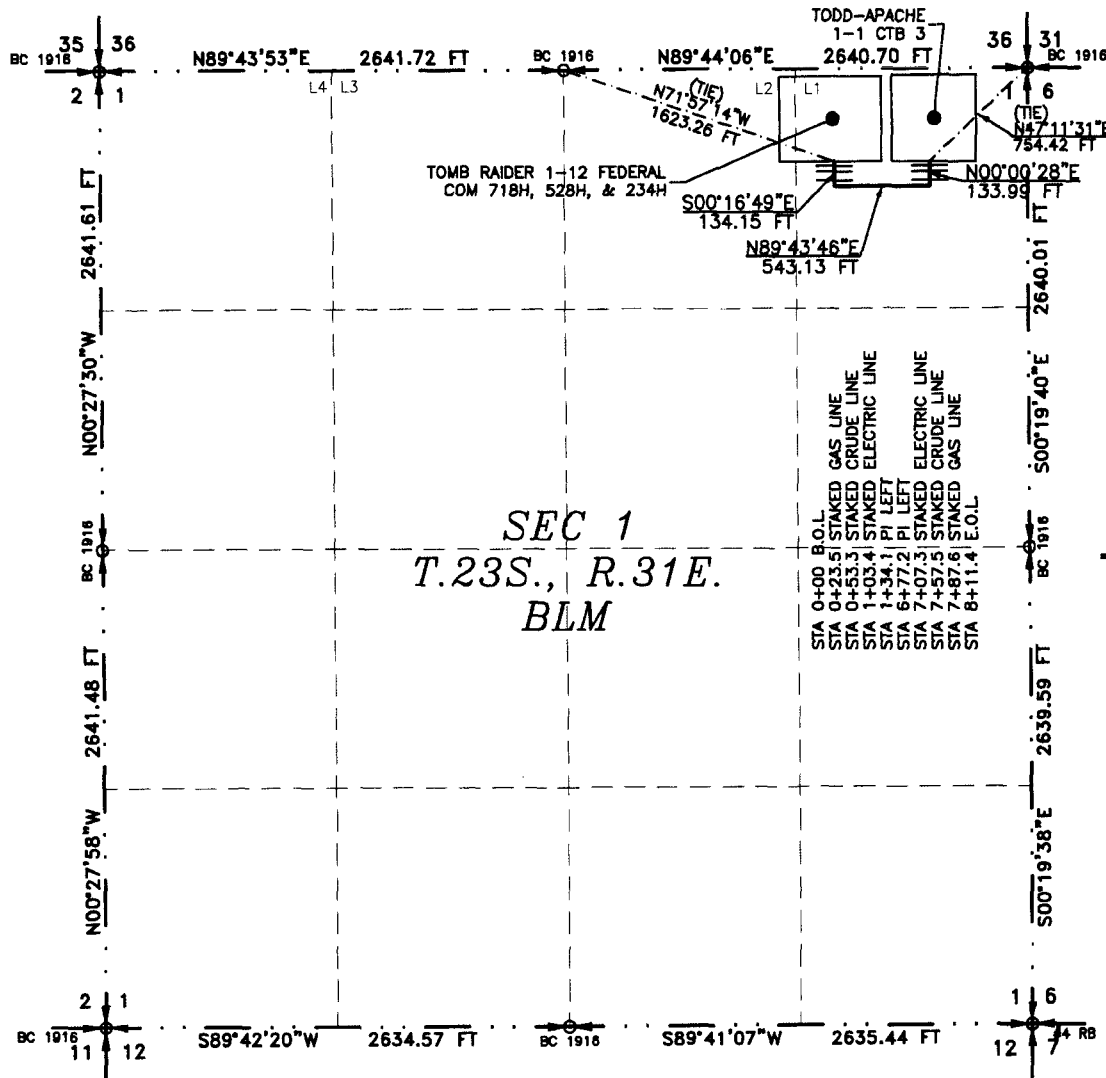 TODD-APACHE
1-1 CTB 3
35 36
BC 1916
2 1
N89°43'53"E 2641.72 FT
BC 1916
N89°44'06"E 2640.70 FT
36 31
BC 1916
1 6
L4 L3
L2 L1
(TIE)
N71°57'14"W
1623.26 FT
(TIE)
N47°11'31"E
754.42 FT
TOMB RAIDER 1-12 FEDERAL
COM 718H, 528H, & 234H
N00°00'28"E
133.99 FT
S00°16'49"E
134.15 FT
N89°43'46"E
543.13 FT
N00°27'30"W 2641.61 FT
S00°19'40"E 2640.01 FT
STA 0+00 B.O.L.
STA 0+23.5 STAKED GAS LINE
STA 0+53.3 STAKED CRUDE LINE
STA 1+03.4 STAKED ELECTRIC LINE
STA 1+34.1 PI LEFT
STA 6+77.2 PI LEFT
STA 7+07.3 STAKED ELECTRIC LINE
STA 7+57.5 STAKED CRUDE LINE
STA 7+87.6 STAKED GAS LINE
STA 8+11.4 E.O.L.
SEC 1
T.23S., R.31E.
BLM
BC 1916
BC 1916
N00°27'58"W 2641.48 FT
S00°19'38"E 2639.59 FT
2 1
BC 1916
11 12
S89°42'20"W 2634.57 FT
BC 1916
S89°41'07"W 2635.44 FT
1 6
12 7
RB